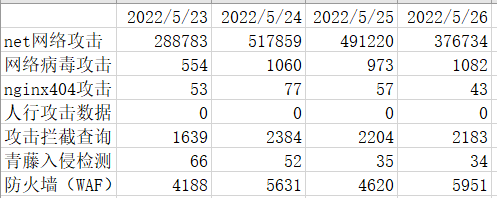 2022/5/23 2022/5/24 2022/5/25 2022/5/26
net网络攻击 288783 517859 491220 376734
网络病毒攻击 554 1060 973 1082
nginx404攻击 53 77 57 43
人行攻击数据 0 0 0 0
攻击拦截查询 1639 2384 2204 2183
青藤入侵检测 66 52 35 34
防火墙（WAF） 4188 5631 4620 5951